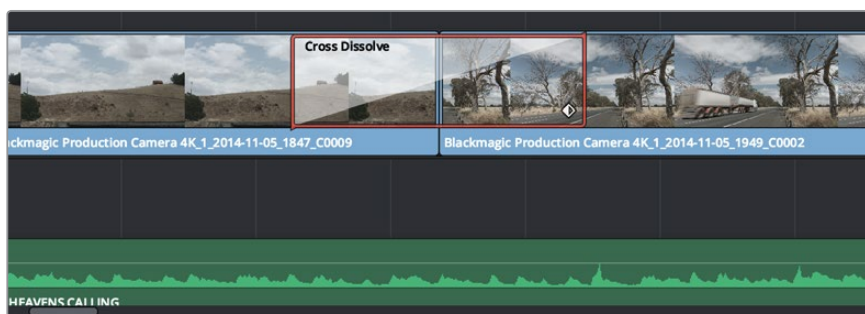 Cross Dissolve
ackmagic Production Camera 4K_1_2014-11-05_1847_C0009
Blackmagic Production Camera 4K_1_2014-11-05_1949_C0002
HEAVENS CALLING